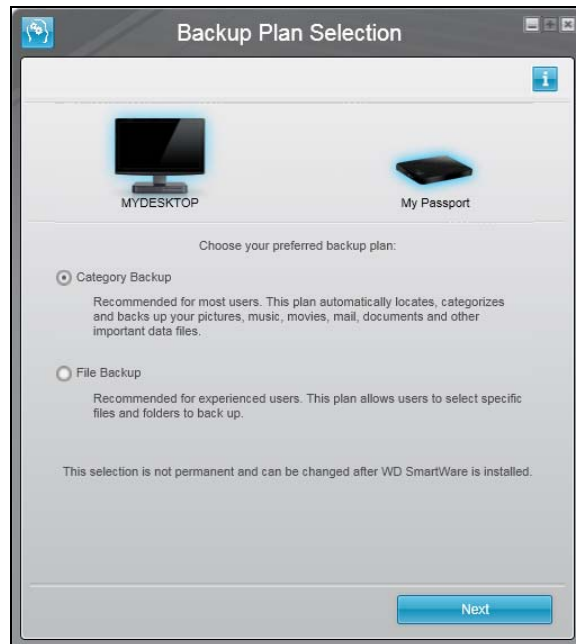 Backup Plan Selection
i
MYDESKTOP
My Passport
Choose your preferred backup plan:
Category Backup
Recommended for most users. This plan automatically locates, categorizes
and backs up your pictures, music, movies, mail, documents and other
important data files.
File Backup
Recommended for experienced users. This plan allows users to select specific
files and folders to back up.
This selection is not permanent and can be changed after WD SmartWare is installed.
Next